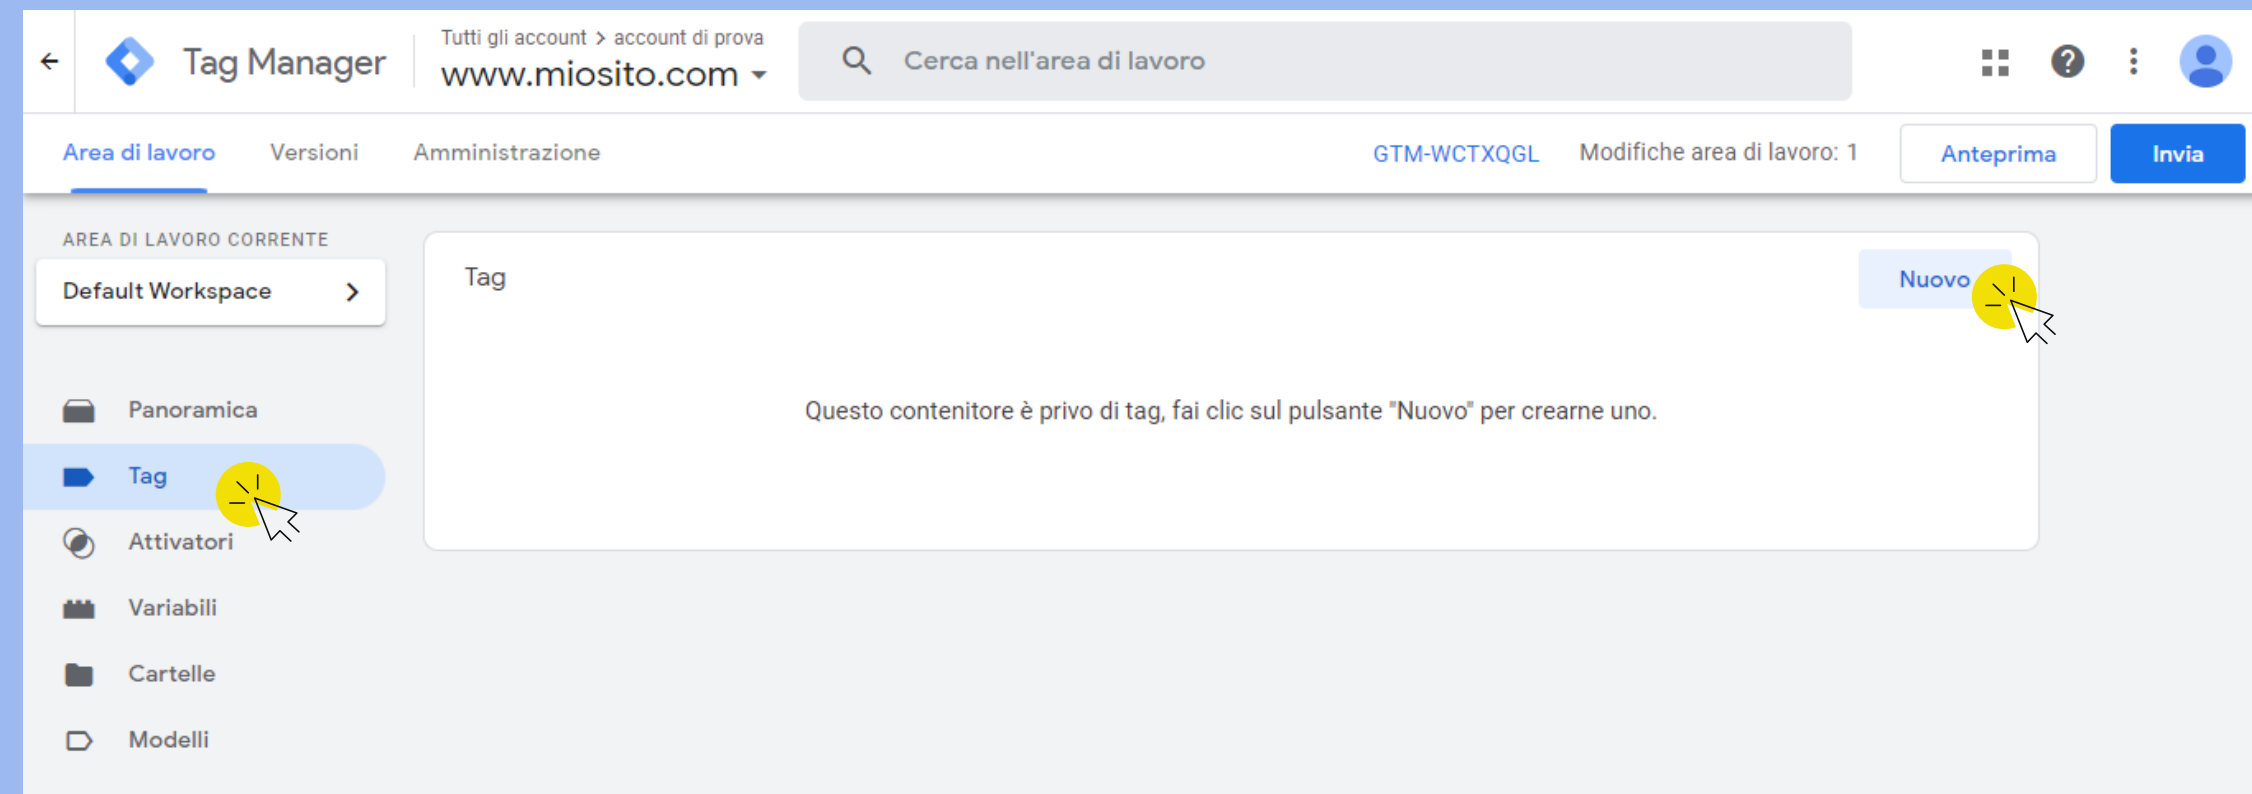 Tag Manager
Tutti gli account > account di prova
www.miosito.com
Cerca nell'area di lavoro
Area di lavoro
Versioni
Amministrazione
GTM-WCTXQGL
Modifiche area di lavoro: 1
Anteprima
Invia
AREA DI LAVORO CORRENTE
Default Workspace
Panoramica
Tag
Attivatori
Variabili
Cartelle
Modelli
Tag
Nuovo
Questo contenitore è privo di tag, fai clic sul pulsante "Nuovo" per crearne uno.